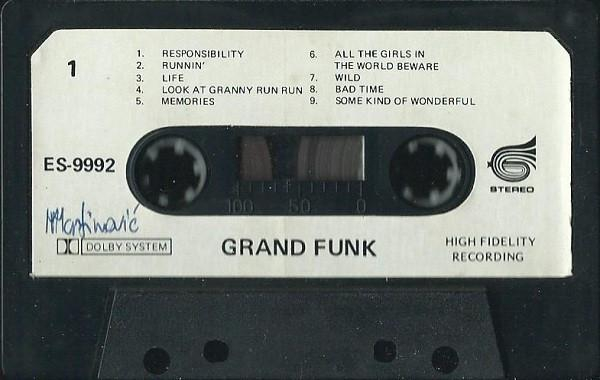 1
1. RESPONSIBILITY
2. RUNNIN'
3. LIFE
4. LOOK AT GRANNY RUN RUN
5. MEMORIES
6. ALL THE GIRLS IN
THE WORLD BEWARE
7. WILD
8. BAD TIME
9. SOME KIND OF WONDERFUL
ES-9992
STEREO
100 50 0
MMartinović
DOLBY SYSTEM
GRAND FUNK
HIGH FIDELITY
RECORDING